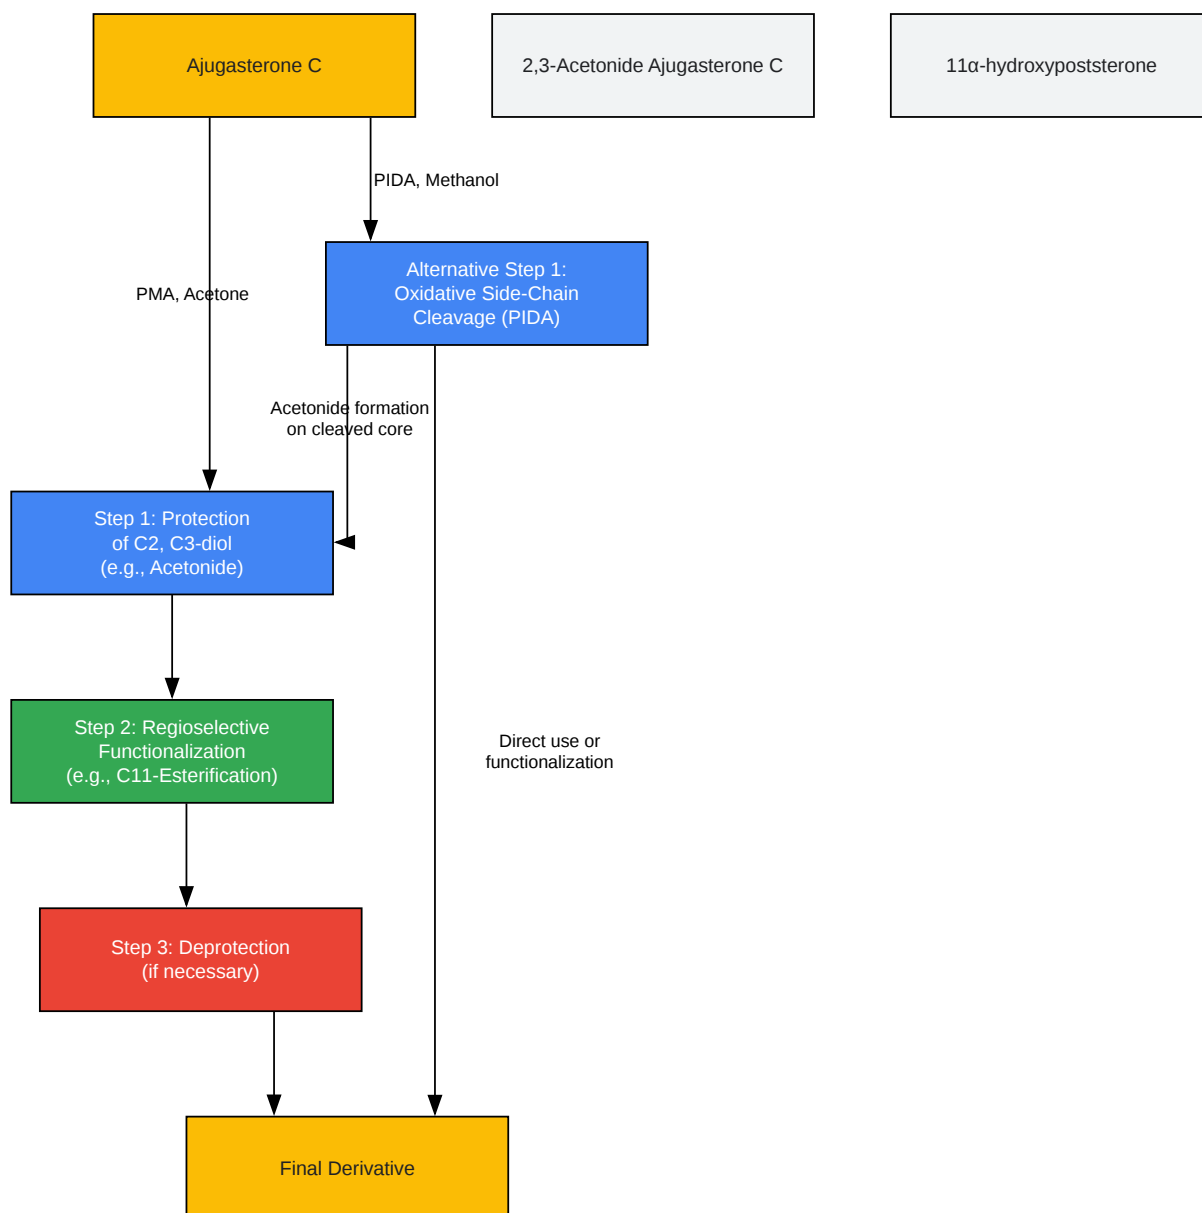 Ajugasterone C
2,3-Acetonide Ajugasterone C
11α-hydroxypoststerone
PIDA, Methanol
Alternative Step 1:
Oxidative Side-Chain
Cleavage (PIDA)
PMA, Acetone
Acetonide formation
on cleaved core
Step 1: Protection
of C2, C3-diol
(e.g., Acetonide)
Step 2: Regioselective
Functionalization
(e.g., C11-Esterification)
Direct use or
functionalization
Step 3: Deprotection
(if necessary)
Final Derivative